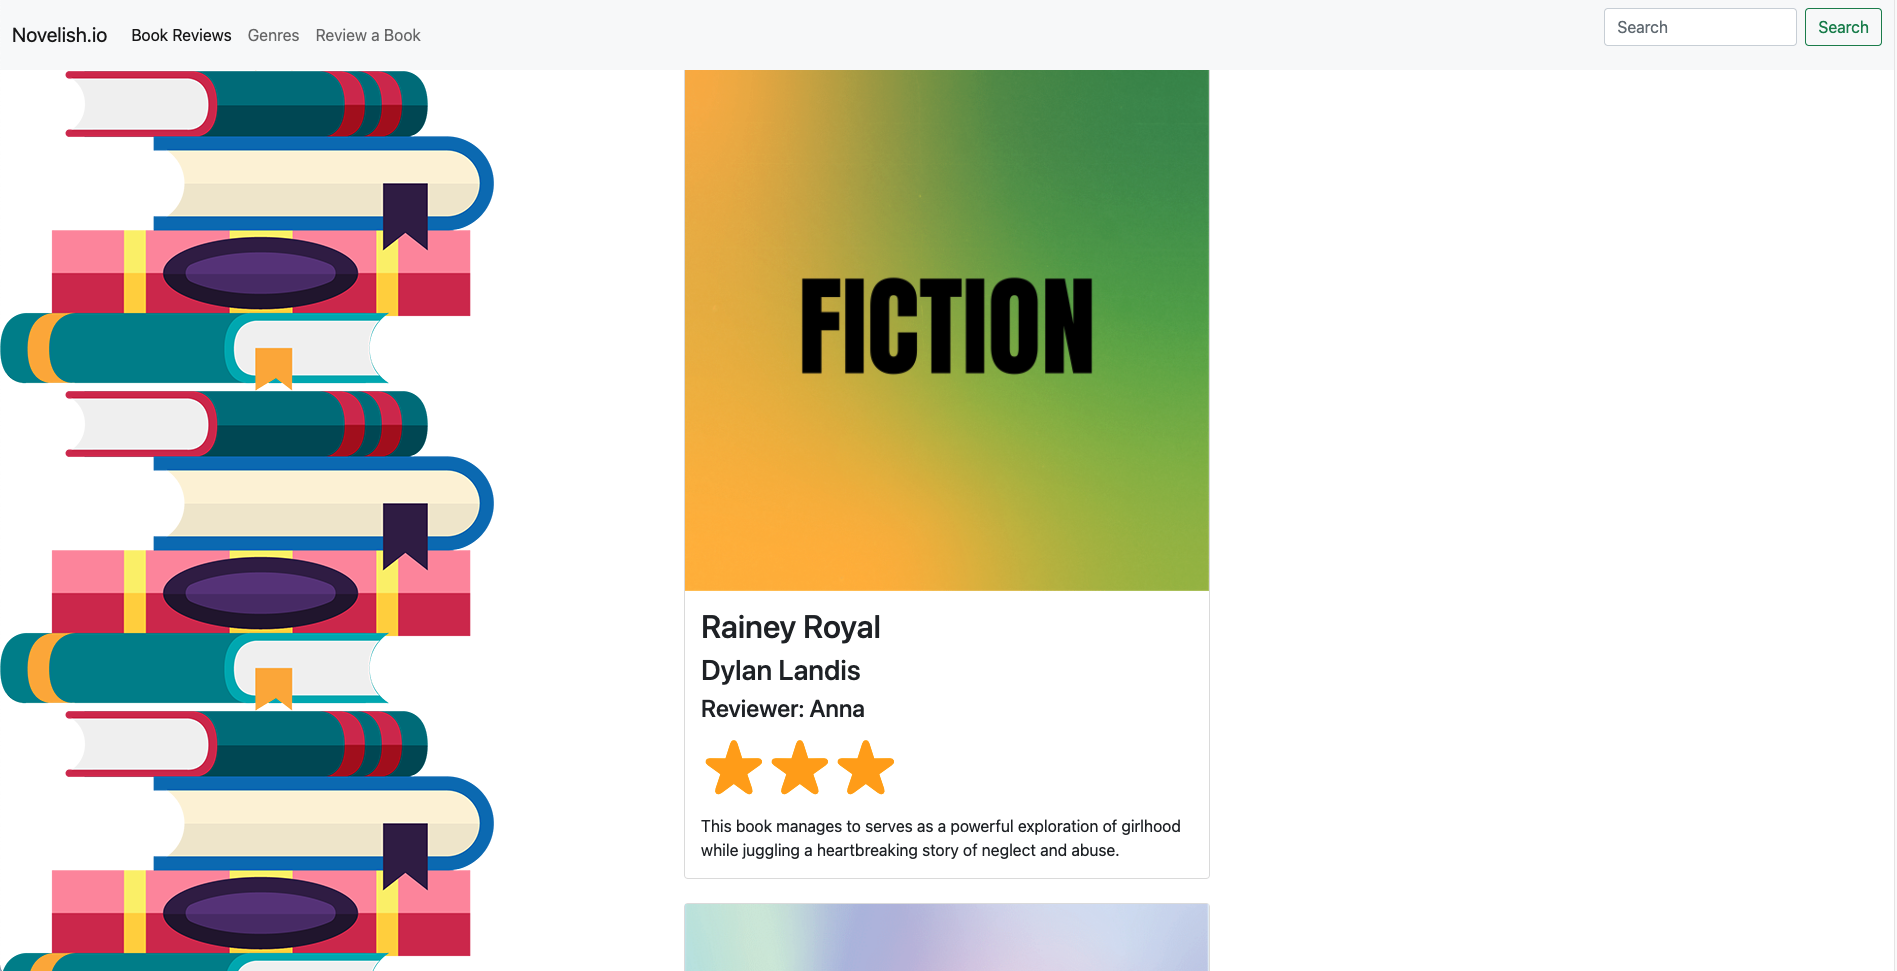 Novelish.io Book Reviews Genres Review a Book Search Search
FICTION
Rainey Royal
Dylan Landis
Reviewer: Anna
This book manages to serves as a powerful exploration of girlhood
while juggling a heartbreaking story of neglect and abuse.